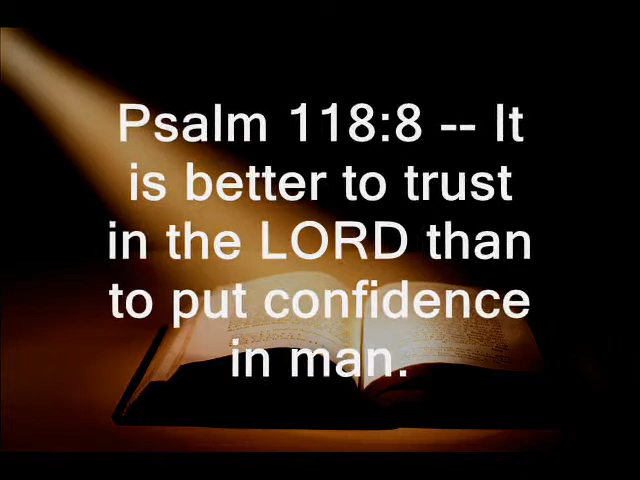 Psalm 118:8 -- It
is better to trust
in the LORD than
to put confidence
in man.